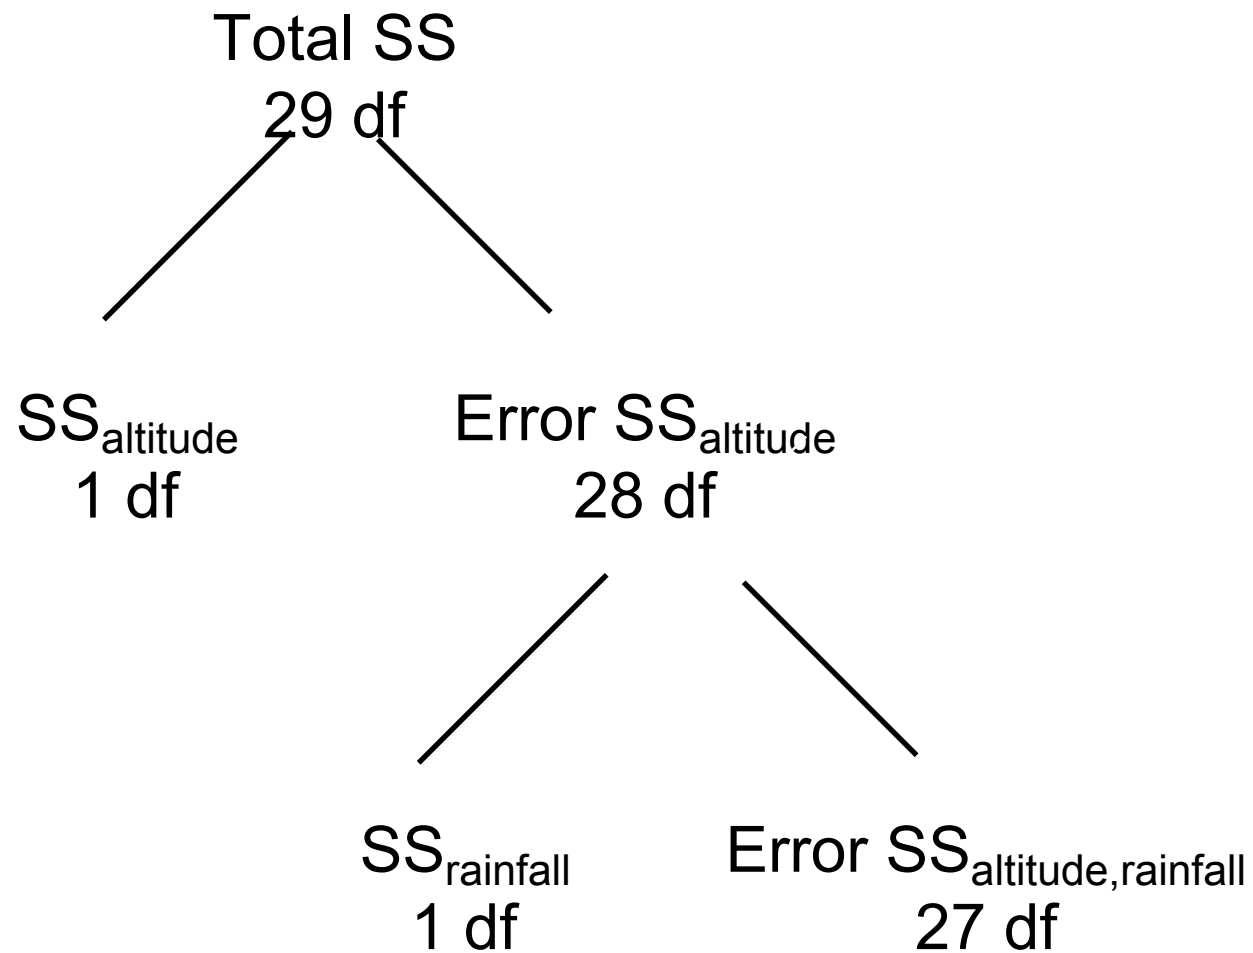 Total SS
29 df
SSaltitude
1 df
Error SSaltitude
28 df
SSrainfall
1 df
Error SSaltitude,rainfall
27 df